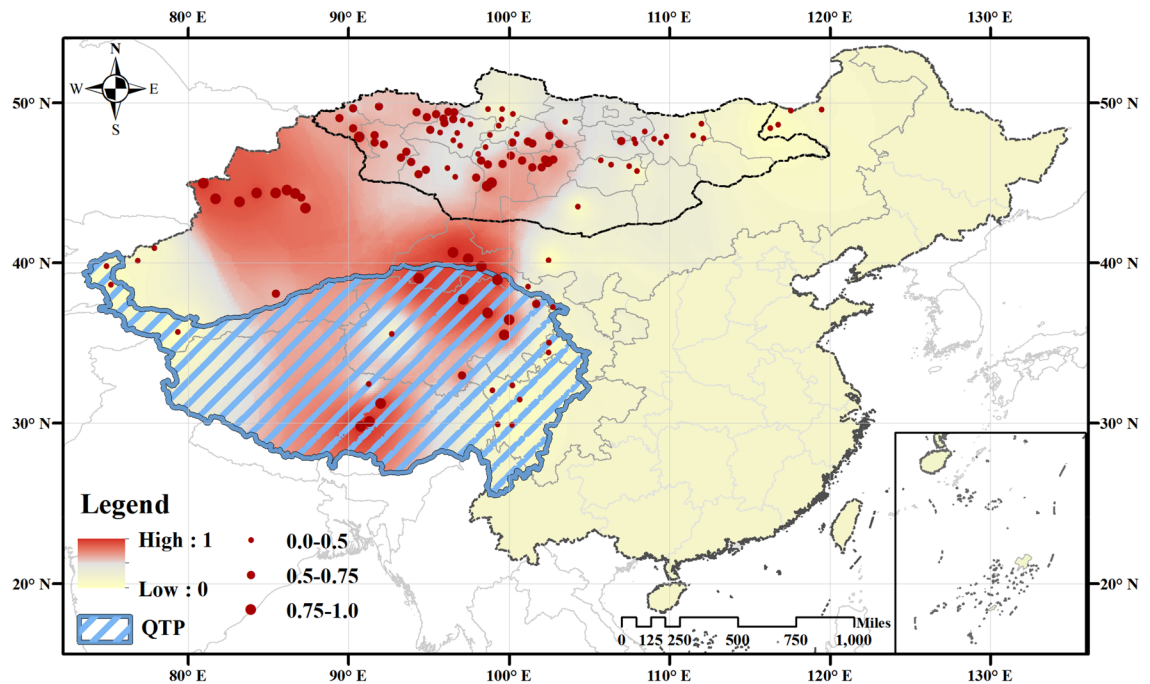 80° E 90° E 100° E 110° E 120° E 130° E
N
W E
S
50° N 50° N
40° N 40° N
30° N 30° N
20° N 20° N
Legend
High : 1
Low : 0
QTP
0.0-0.5
0.5-0.75
0.75-1.0
Miles
0 125 250 500 750 1,000
80° E 90° E 100° E 110° E 120° E 130° E